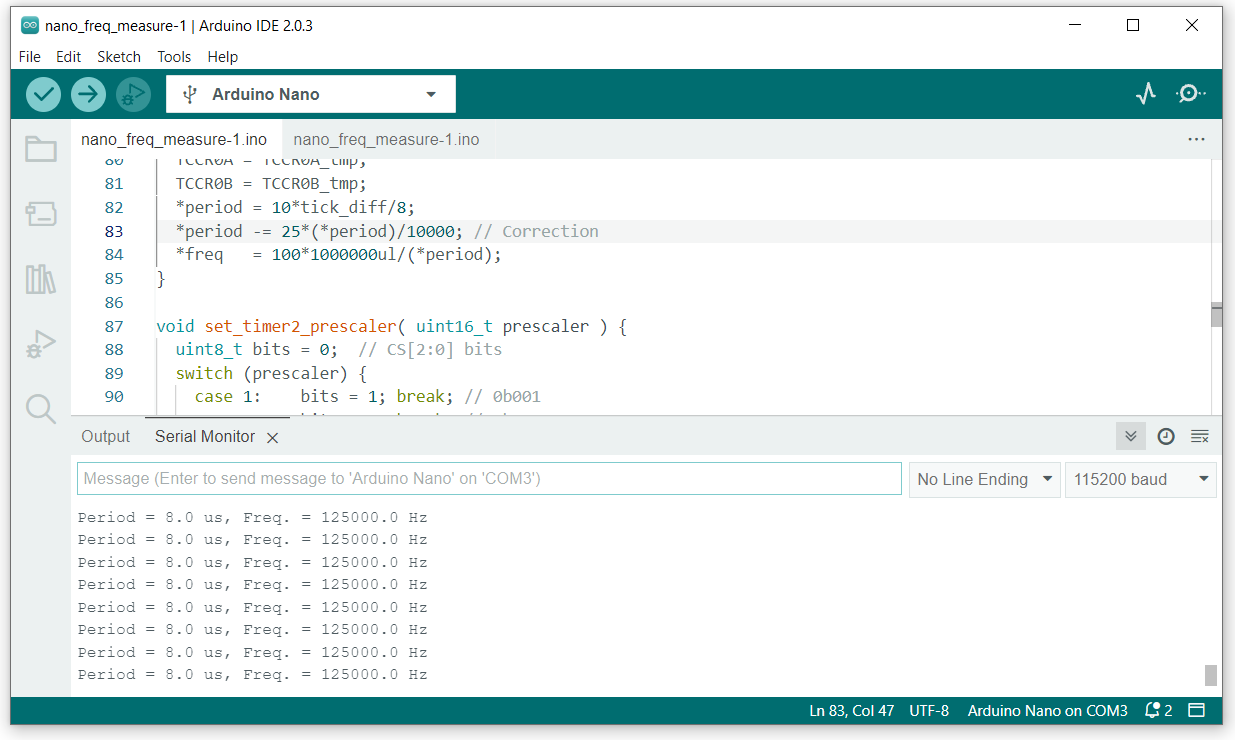 nano_freq_measure-1 | Arduino IDE 2.0.3
File Edit Sketch Tools Help
Arduino Nano
nano_freq_measure-1.ino nano_freq_measure-1.ino
80 TCCR0A = TCCR0A_tmp;
81 TCCR0B = TCCR0B_tmp;
82 *period = 10*tick_diff/8;
83 *period -= 25*(*period)/10000; // Correction
84 *freq   = 100*1000000ul/(*period);
85 }
86
87 void set_timer2_prescaler( uint16_t prescaler ) {
88 uint8_t bits = 0;  // CS[2:0] bits
89 switch (prescaler) {
90 case 1:    bits = 1; break; // 0b001
Output Serial Monitor
Message (Enter to send message to 'Arduino Nano' on 'COM3') No Line Ending 115200 baud
Period = 8.0 us, Freq. = 125000.0 Hz
Period = 8.0 us, Freq. = 125000.0 Hz
Period = 8.0 us, Freq. = 125000.0 Hz
Period = 8.0 us, Freq. = 125000.0 Hz
Period = 8.0 us, Freq. = 125000.0 Hz
Period = 8.0 us, Freq. = 125000.0 Hz
Period = 8.0 us, Freq. = 125000.0 Hz
Period = 8.0 us, Freq. = 125000.0 Hz
Ln 83, Col 47 UTF-8 Arduino Nano on COM3 2